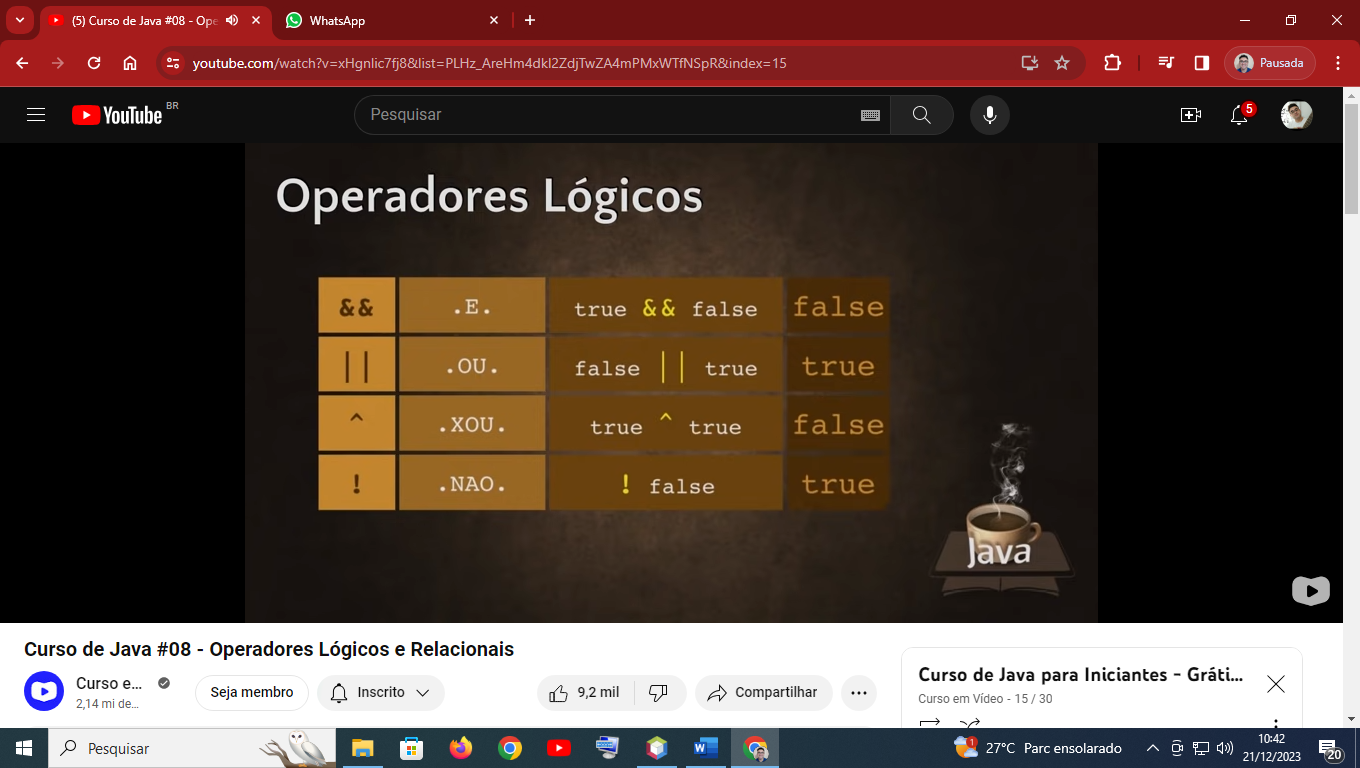 (5) Curso de Java #08 - Ope
WhatsApp
youtube.com/watch?v=xHgnlic7fj8&list=PLHz_AreHm4dkI2ZdjTwZA4mPMxWTfNSpR&index=15
Pausada
YouTube BR
Pesquisar
5
Operadores Lógicos
&& .E. true && false false
|| .OU. false || true true
^ .XOU. true ^ true false
! .NAO. ! false true
Java
Curso de Java #08 - Operadores Lógicos e Relacionais
Curso e...
2,14 mi de...
Seja membro
Inscrito
9,2 mil
Compartilhar
Curso de Java para Iniciantes - Gráti...
Curso em Vídeo - 15 / 30
Pesquisar
1
27°C Parc ensolarado
10:42
21/12/2023
20